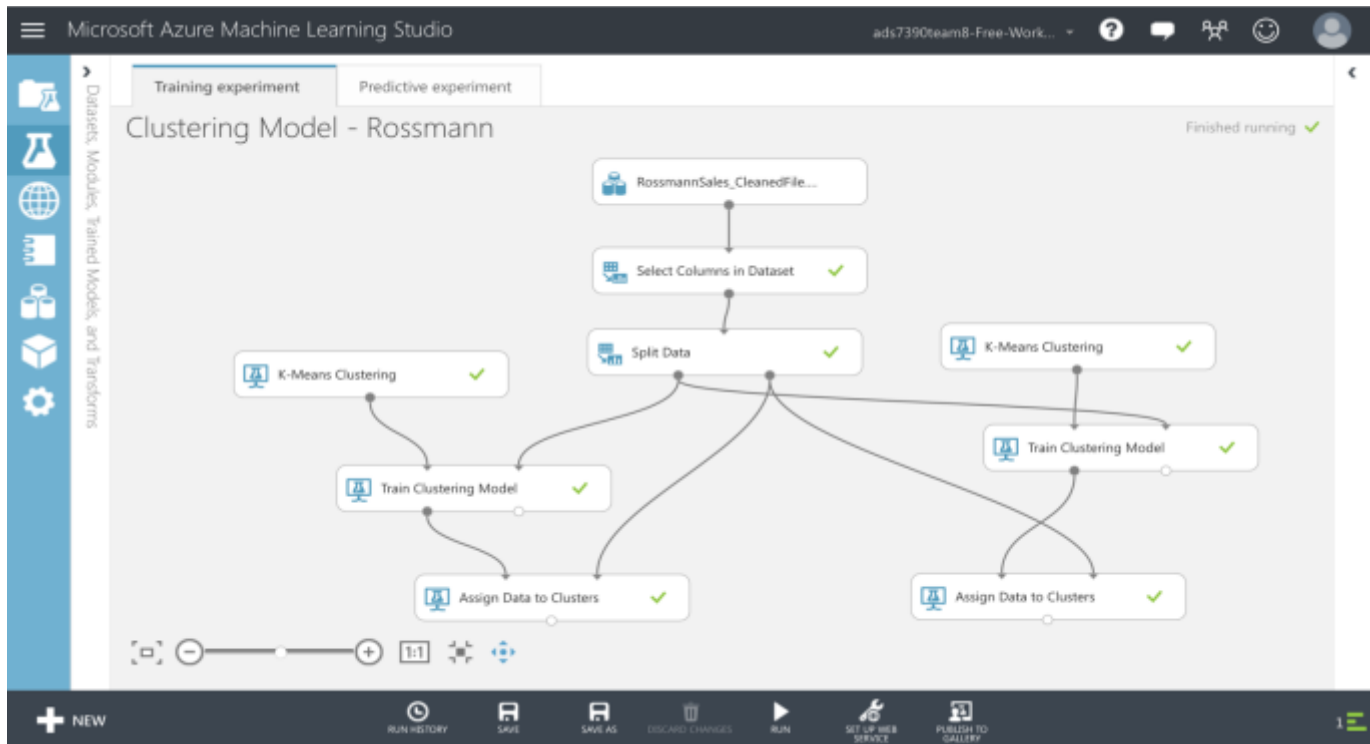 Microsoft Azure Machine Learning Studio
ads7390team8-Free-Work...
Datasets, Modules, Trained Models, and Transforms
Training experiment
Predictive experiment
Clustering Model - Rossmann
Finished running
RossmannSales_CleanedFile....
Select Columns in Dataset
Split Data
K-Means Clustering
K-Means Clustering
Train Clustering Model
Train Clustering Model
Assign Data to Clusters
Assign Data to Clusters
1:1
NEW
RUN HISTORY
SAVE
SAVE AS
DISCARD CHANGES
RUN
SET UP WEB
SERVICE
PUBLISH TO
GALLERY
1